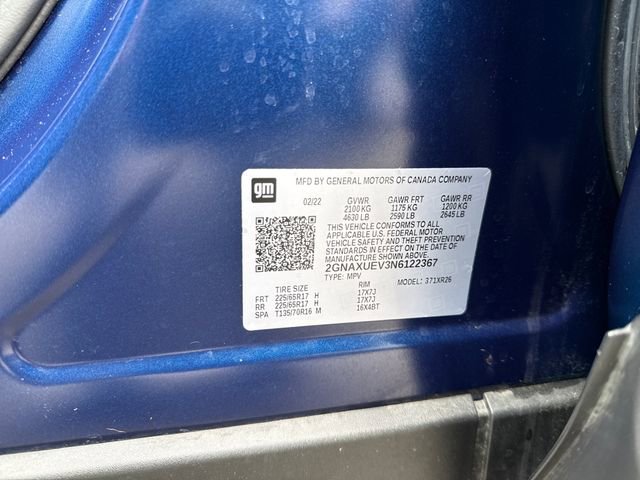 gm
MFD BY GENERAL MOTORS OF CANADA COMPANY
02/22 GVWR GAWR FRT GAWR RR
2100 KG 1175 KG 1200 KG
4630 LB 2590 LB 2645 LB
THIS VEHICLE CONFORMS TO ALL
APPLICABLE U.S. FEDERAL MOTOR
VEHICLE SAFETY AND THEFT PREVENTION
STANDARDS IN EFFECT ON THE DATE OF
MANUFACTURE SHOWN ABOVE.
2GNAXUEV3N6122367
TYPE: MPV MODEL: 371XR26
TIRE SIZE RIM
FRT 225/65R17 H 17X7J
RR 225/65R17 H 17X7J
SPA T135/70R16 M 16X4BT